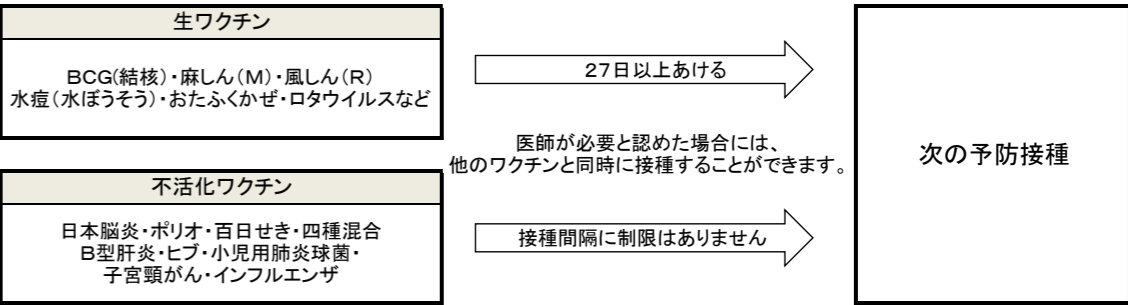 生ワクチン
BCG(結核)・麻しん(M)・風しん(R)
水痘(水ぼうそう)・おたふくかぜ・ロタウイルスなど
27日以上あける
医師が必要と認めた場合には、
他のワクチンと同時に接種することができます。
次の予防接種
不活化ワクチン
日本脳炎・ポリオ・百日せき・四種混合
B型肝炎・ヒブ・小児用肺炎球菌・
子宮頸がん・インフルエンザ
接種間隔に制限はありません